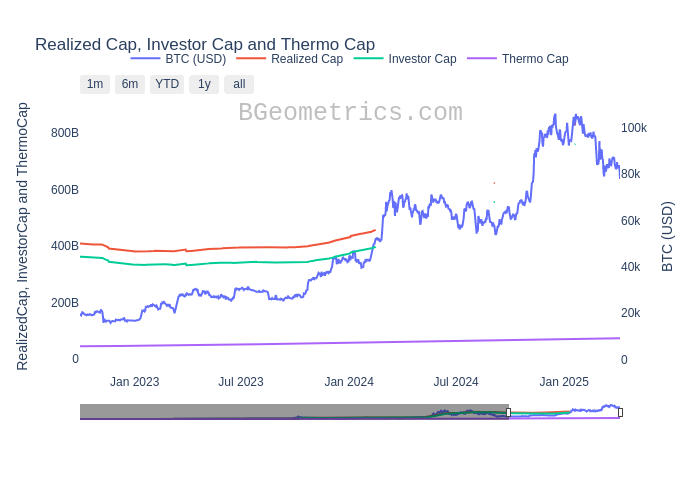 Realized Cap, Investor Cap and Thermo Cap
BTC (USD) Realized Cap Investor Cap Thermo Cap
1m 6m YTD 1y all
BGeometrics.com
RealizedCap, InvestorCap and ThermoCap
800B
600B
400B
200B
0
100k
80k
60k
40k
20k
0
BTC (USD)
Jan 2023 Jul 2023 Jan 2024 Jul 2024 Jan 2025